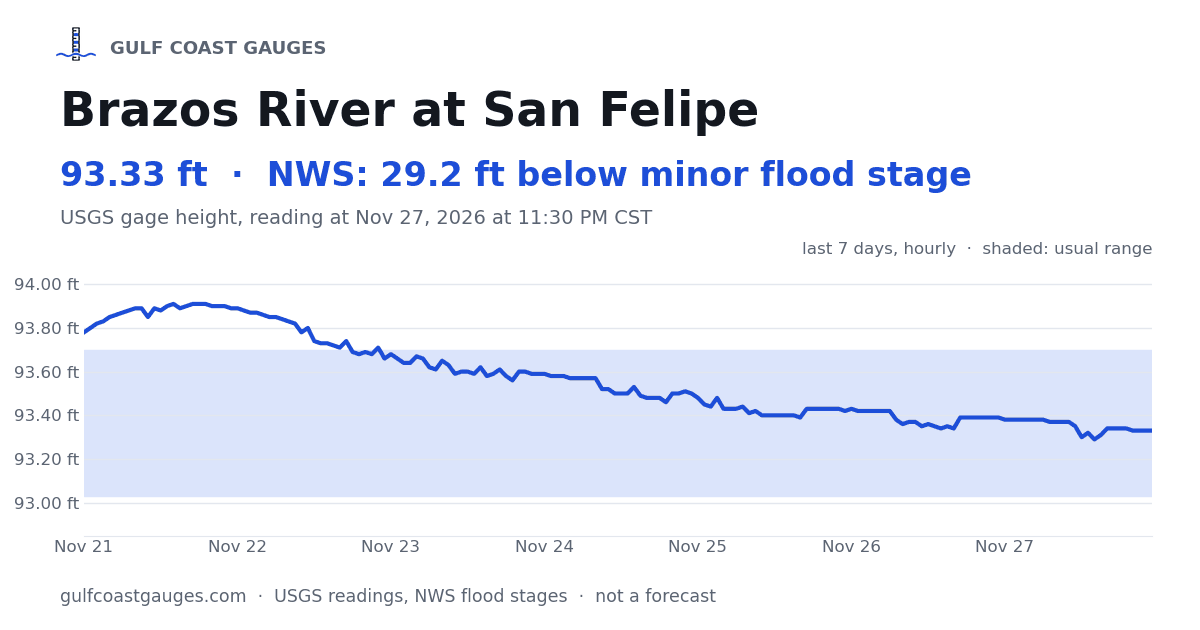 GULF COAST GAUGES
Brazos River at San Felipe
93.33 ft · NWS: 29.2 ft below minor flood stage
USGS gage height, reading at Nov 27, 2026 at 11:30 PM CST
last 7 days, hourly · shaded: usual range
94.00 ft
93.80 ft
93.60 ft
93.40 ft
93.20 ft
93.00 ft
Nov 21 Nov 22 Nov 23 Nov 24 Nov 25 Nov 26 Nov 27
gulfcoastgauges.com · USGS readings, NWS flood stages · not a forecast